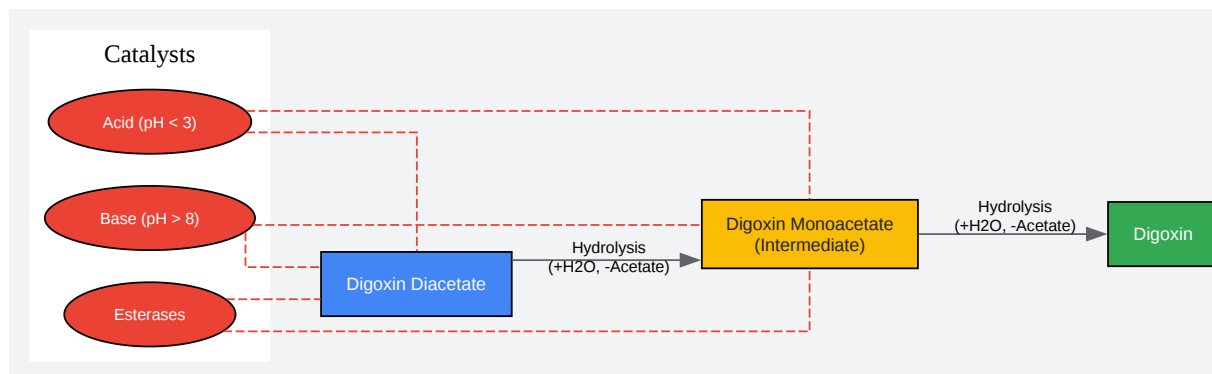 Catalysts
Acid (pH < 3)
Base (pH > 8)
Esterases
Digoxin Diacetate
Hydrolysis
(+H2O, -Acetate)
Digoxin Monoacetate
(Intermediate)
Hydrolysis
(+H2O, -Acetate)
Digoxin